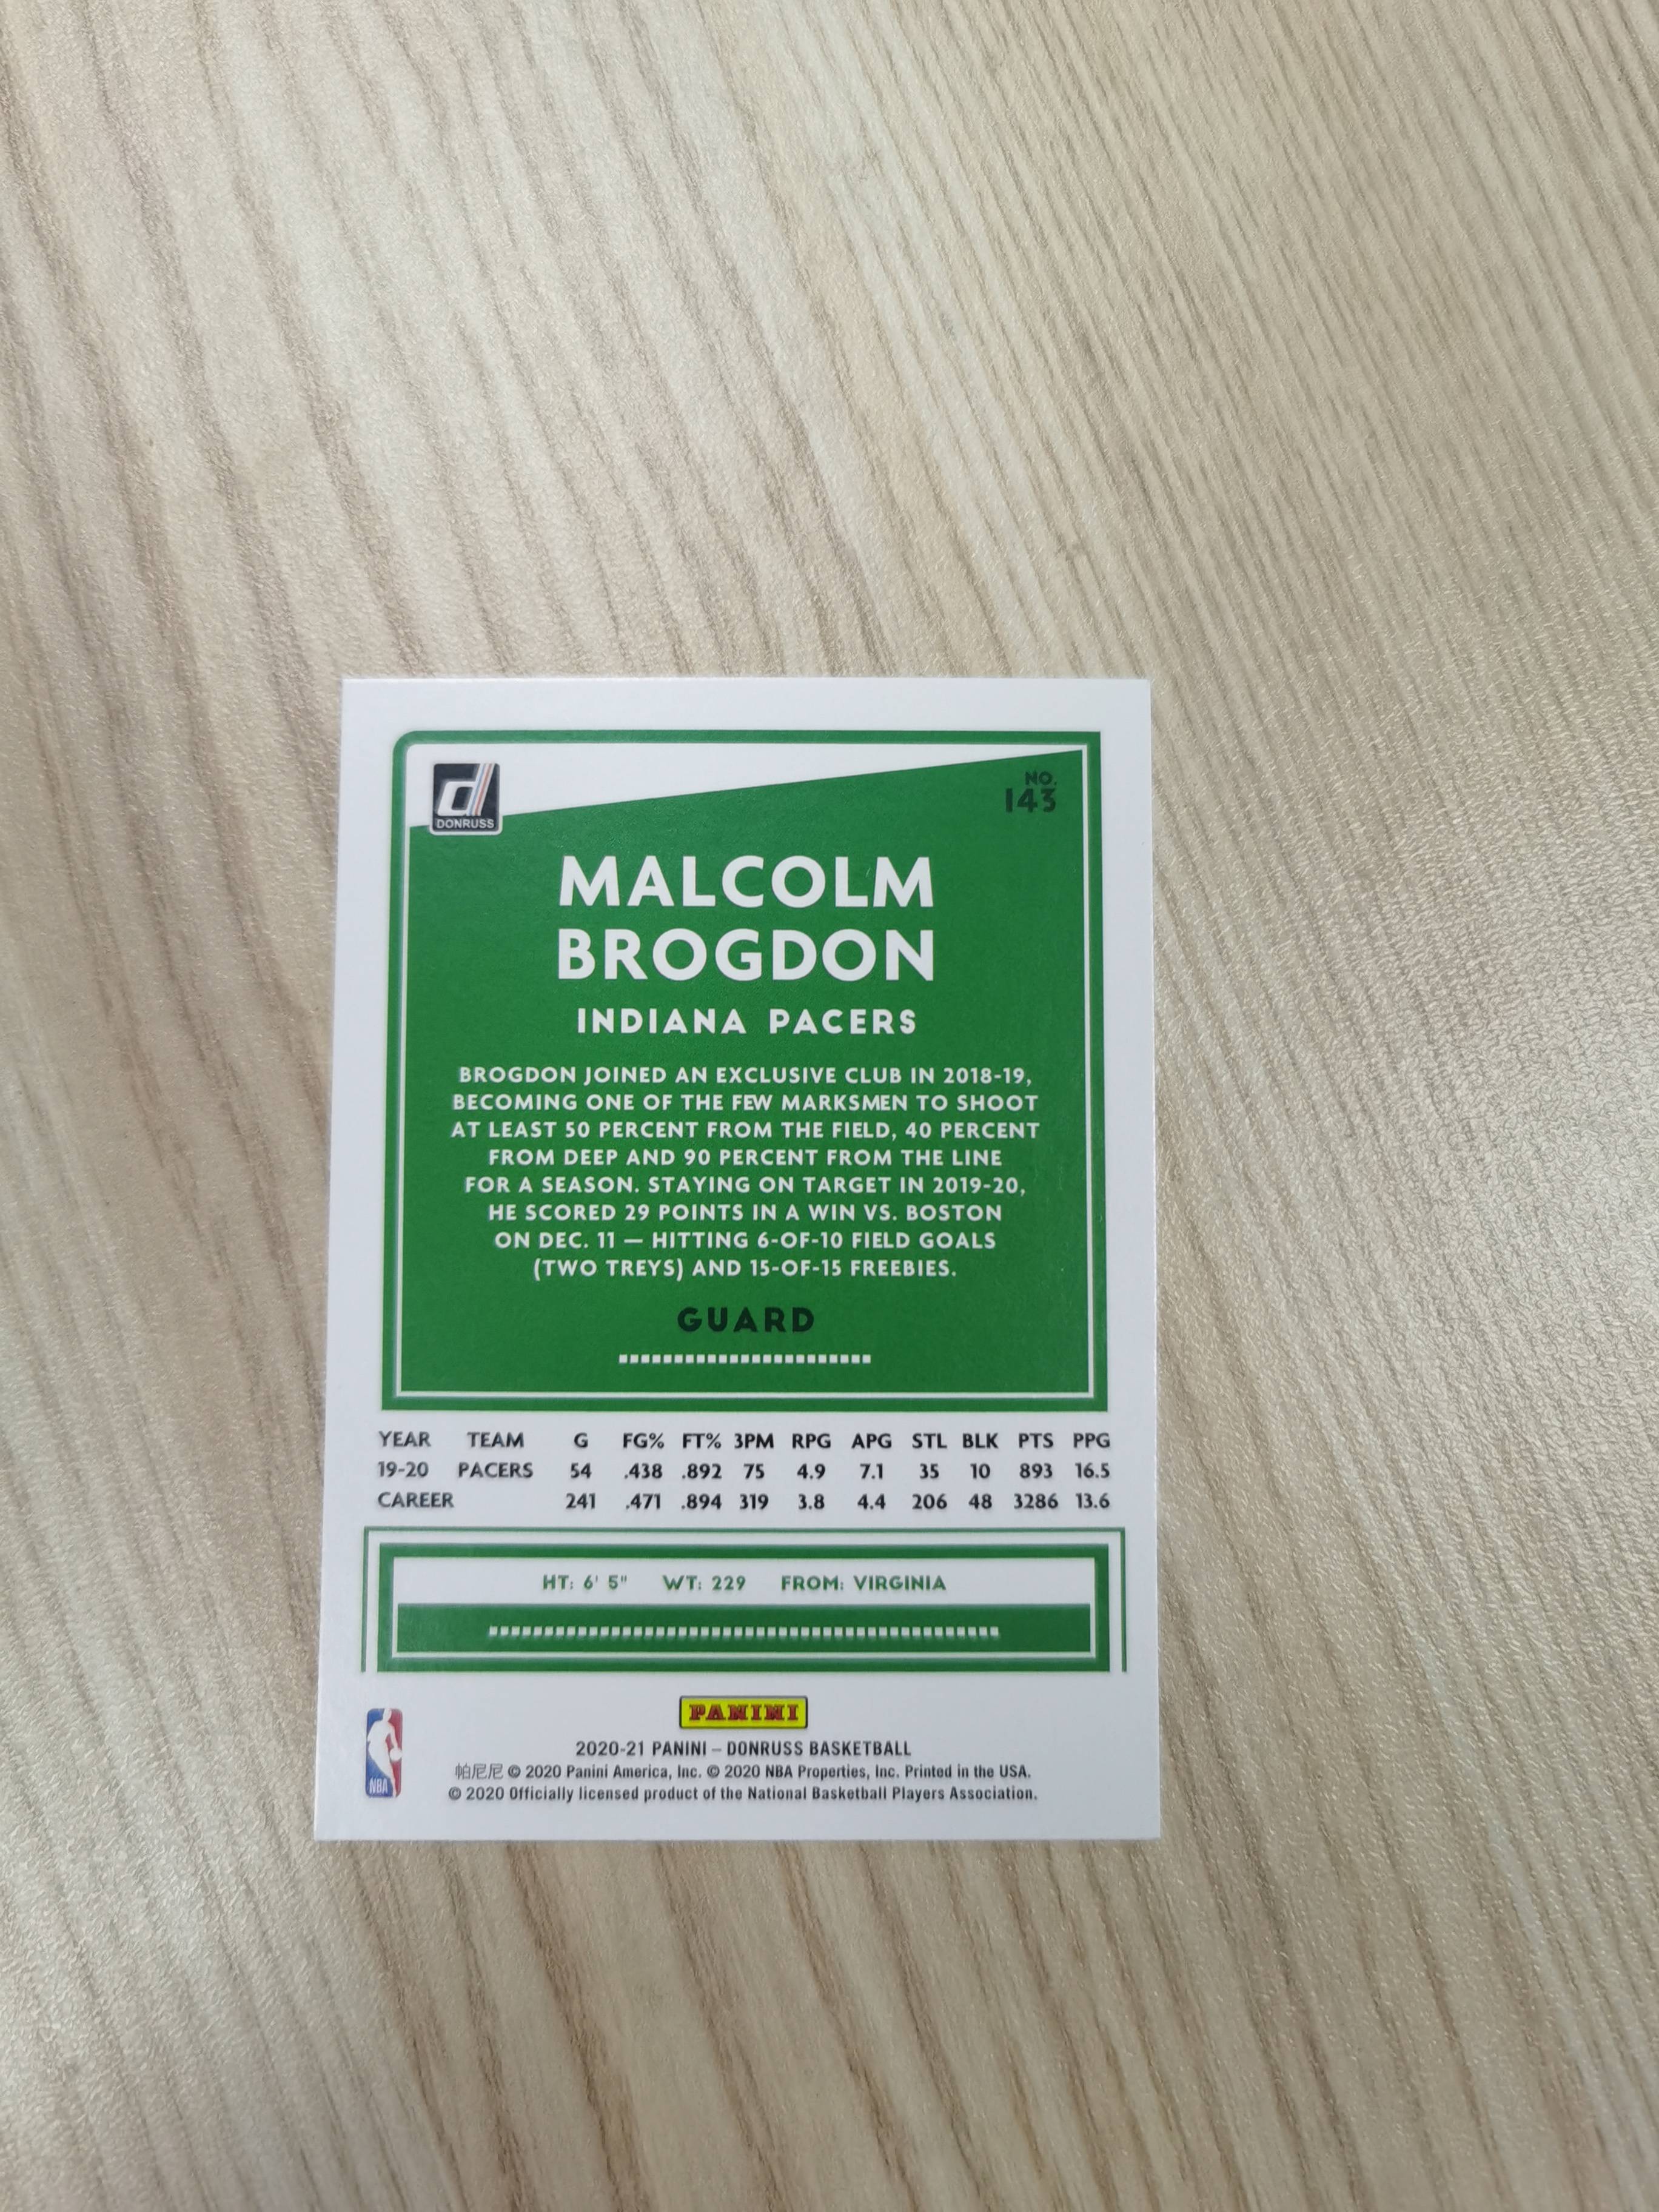 DONRUSS
NO.
143
MALCOLM
BROGDON
INDIANA PACERS
BROGDON JOINED AN EXCLUSIVE CLUB IN 2018-19,
BECOMING ONE OF THE FEW MARKSMEN TO SHOOT
AT LEAST 50 PERCENT FROM THE FIELD, 40 PERCENT
FROM DEEP AND 90 PERCENT FROM THE LINE
FOR A SEASON. STAYING ON TARGET IN 2019-20,
HE SCORED 29 POINTS IN A WIN VS. BOSTON
ON DEC. 11 — HITTING 6-OF-10 FIELD GOALS
(TWO TREYS) AND 15-OF-15 FREEBIES.
GUARD
YEAR TEAM G FG% FT% 3PM RPG APG STL BLK PTS PPG
19-20 PACERS 54 .438 .892 75 4.9 7.1 35 10 893 16.5
CAREER 241 .471 .894 319 3.8 4.4 206 48 3286 13.6
HT: 6' 5" WT: 229 FROM: VIRGINIA
PANINI
2020-21 PANINI – DONRUSS BASKETBALL
帕尼尼 © 2020 Panini America, Inc. © 2020 NBA Properties, Inc. Printed in the USA.
© 2020 Officially licensed product of the National Basketball Players Association.
NBA